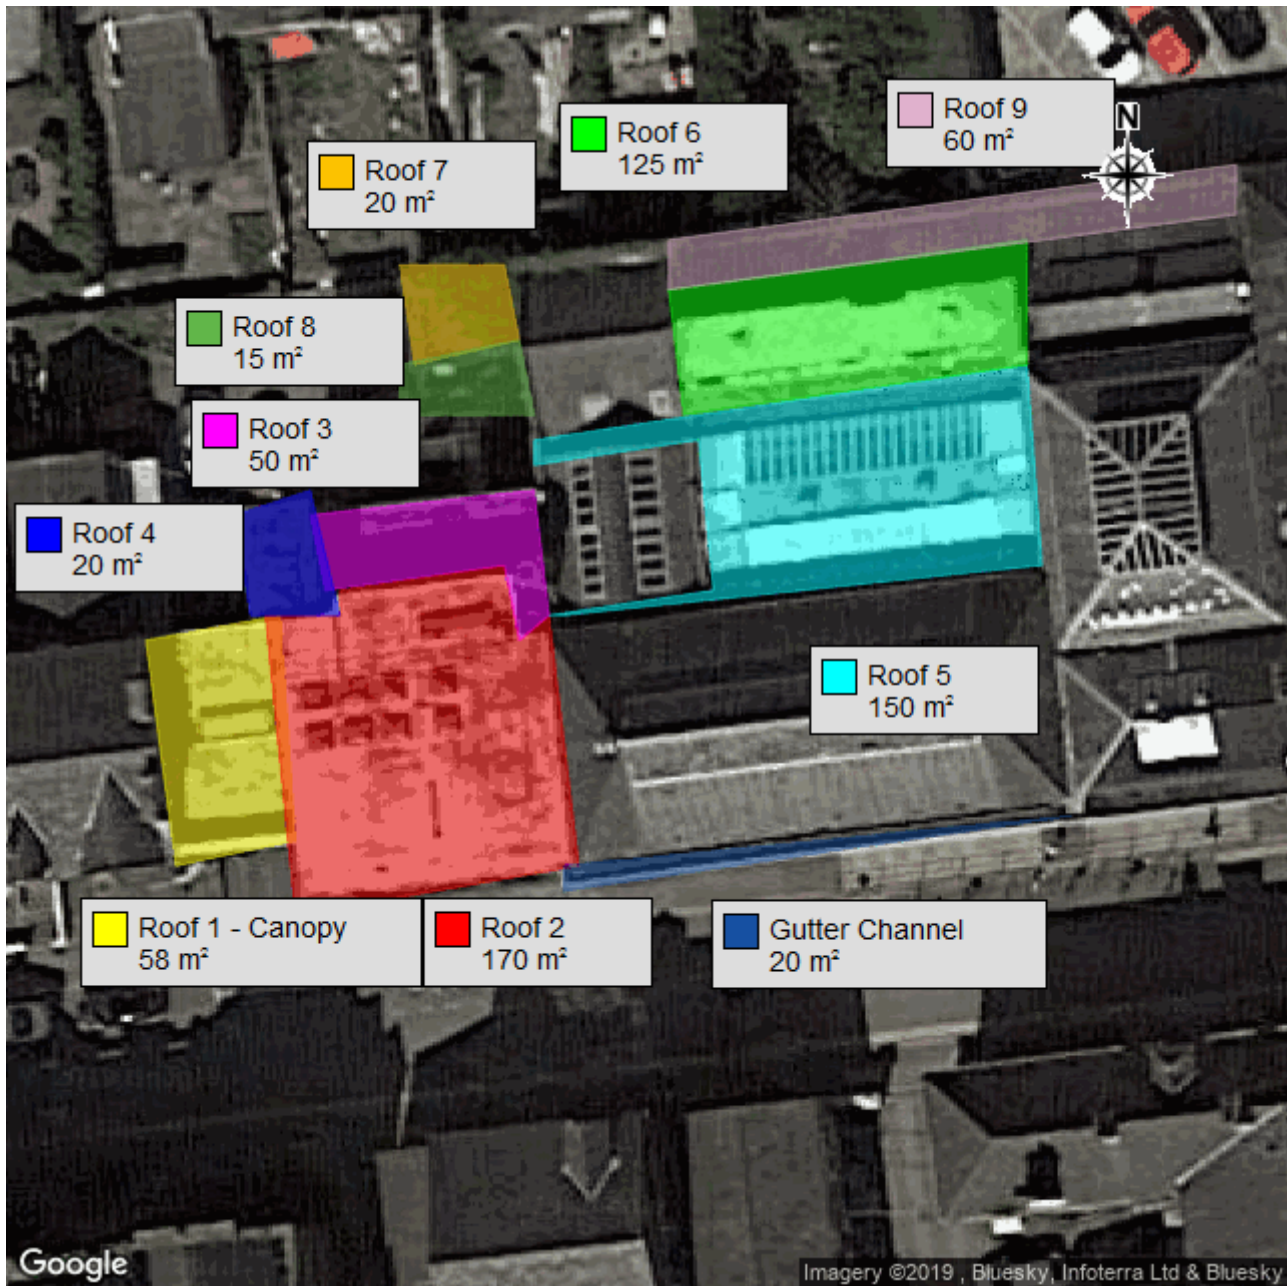 Roof 9
60 m²
N
Roof 6
125 m²
Roof 7
20 m²
Roof 8
15 m²
Roof 3
50 m²
Roof 4
20 m²
Roof 5
150 m²
Roof 1 - Canopy
58 m²
Roof 2
170 m²
Gutter Channel
20 m²
Google
Imagery ©2019 , Bluesky, Infoterra Ltd & Bluesky